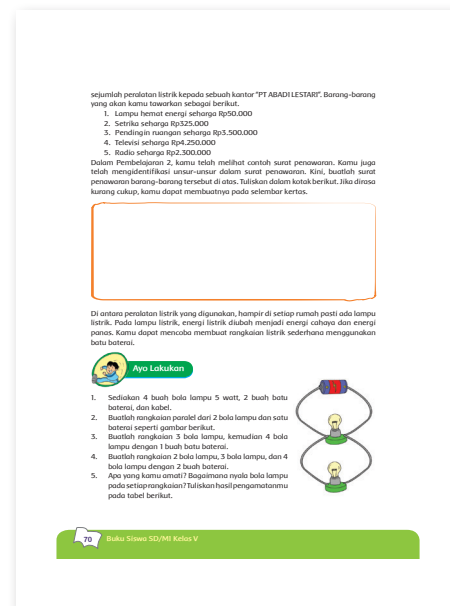 sejumlah peralatan listrik kepada sebuah kantor “PT ABADI LESTARI”. Barang-barang
yang akan kamu tawarkan sebagai berikut.
1. Lampu hemat energi seharga Rp50.000
2. Setrika seharga Rp325.000
3. Pendingin ruangan seharga Rp3.500.000
4. Televisi seharga Rp4.250.000
5. Radio seharga Rp2.300.000
Dalam Pembelajaran 2, kamu telah melihat contoh surat penawaran. Kamu juga
telah mengidentifikasi unsur-unsur dalam surat penawaran. Kini, buatlah surat
penawaran barang-barang tersebut di atas. Tuliskan dalam kotak berikut. Jika dirasa
kurang cukup, kamu dapat membuatnya pada selembar kertas.
Di antara peralatan listrik yang digunakan, hampir di setiap rumah pasti ada lampu
listrik. Pada lampu listrik, energi listrik diubah menjadi energi cahaya dan energi
panas. Kamu dapat mencoba membuat rangkaian listrik sederhana menggunakan
batu baterai.
Ayo Lakukan
1. Sediakan 4 buah bola lampu 5 watt, 2 buah batu
baterai, dan kabel.
2. Buatlah rangkaian paralel dari 2 bola lampu dan satu
baterai seperti gambar berikut.
3. Buatlah rangkaian 3 bola lampu, kemudian 4 bola
lampu dengan 1 buah batu baterai.
4. Buatlah rangkaian 2 bola lampu, 3 bola lampu, dan 4
bola lampu dengan 2 buah baterai.
5. Apa yang kamu amati? Bagaimana nyala bola lampu
pada setiap rangkaian? Tuliskan hasil pengamatanmu
pada tabel berikut.
70 Buku Siswa SD/MI Kelas V